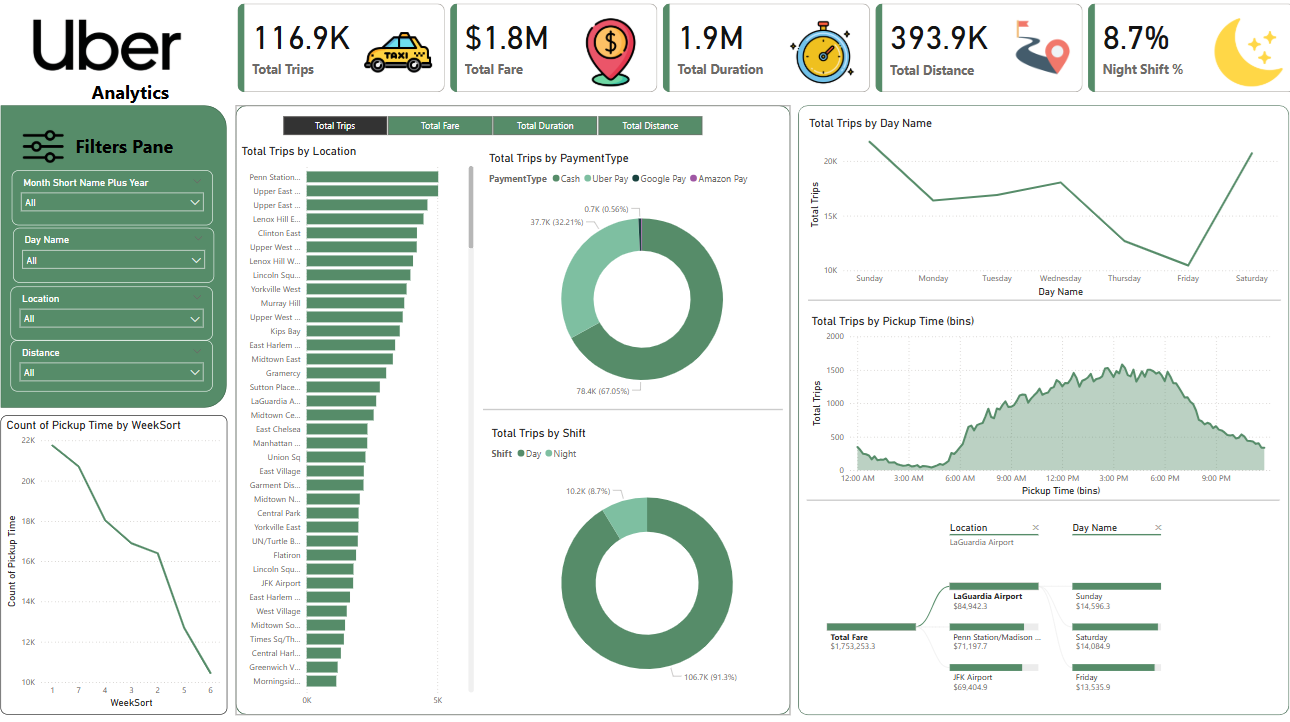 Uber
Analytics
116.9K
Total Trips
TAXI
$1.8M
Total Fare
$
1.9M
Total Duration
393.9K
Total Distance
8.7%
Night Shift %
Filters Pane
Month Short Name Plus Year
All
Day Name
All
Location
All
Distance
All
Count of Pickup Time by WeekSort
Count of Pickup Time
22K
20K
18K
16K
14K
12K
10K
1 7 4 3 2 5 6
WeekSort
Total Trips Total Fare Total Duration Total Distance
Total Trips by Location
Penn Station...
Upper East ...
Upper East ...
Lenox Hill E...
Clinton East
Upper West ...
Lenox Hill W...
Lincoln Squ...
Yorkville West
Murray Hill
Upper West ...
Kips Bay
East Harlem ...
Midtown East
Gramercy
Sutton Place...
LaGuardia A...
Midtown Ce...
East Chelsea
Manhattan ...
Union Sq
East Village
Garment Dis...
Midtown N...
Central Park
Yorkville East
UN/Turtle B...
Flatiron
Lincoln Squ...
JFK Airport
East Harlem ...
West Village
Midtown So...
Times Sq/Th...
Central Harl...
Greenwich V...
Morningsid...
0K 5K
Total Trips by PaymentType
PaymentType Cash Uber Pay Google Pay Amazon Pay
0.7K (0.56%)
37.7K (32.21%)
78.4K (67.05%)
Total Trips by Shift
Shift Day Night
10.2K (8.7%)
106.7K (91.3%)
Total Trips by Day Name
Total Trips
20K
15K
10K
Sunday Monday Tuesday Wednesday Thursday Friday Saturday
Day Name
Total Trips by Pickup Time (bins)
Total Trips
2000
1500
1000
500
0
12:00 AM 3:00 AM 6:00 AM 9:00 AM 12:00 PM 3:00 PM 6:00 PM 9:00 PM
Pickup Time (bins)
Location Day Name
LaGuardia Airport
Total Fare
$1,753,253.3
LaGuardia Airport
$84,942.3
Penn Station/Madison ...
$71,197.7
JFK Airport
$69,404.9
Sunday
$14,596.3
Saturday
$14,084.9
Friday
$13,535.9